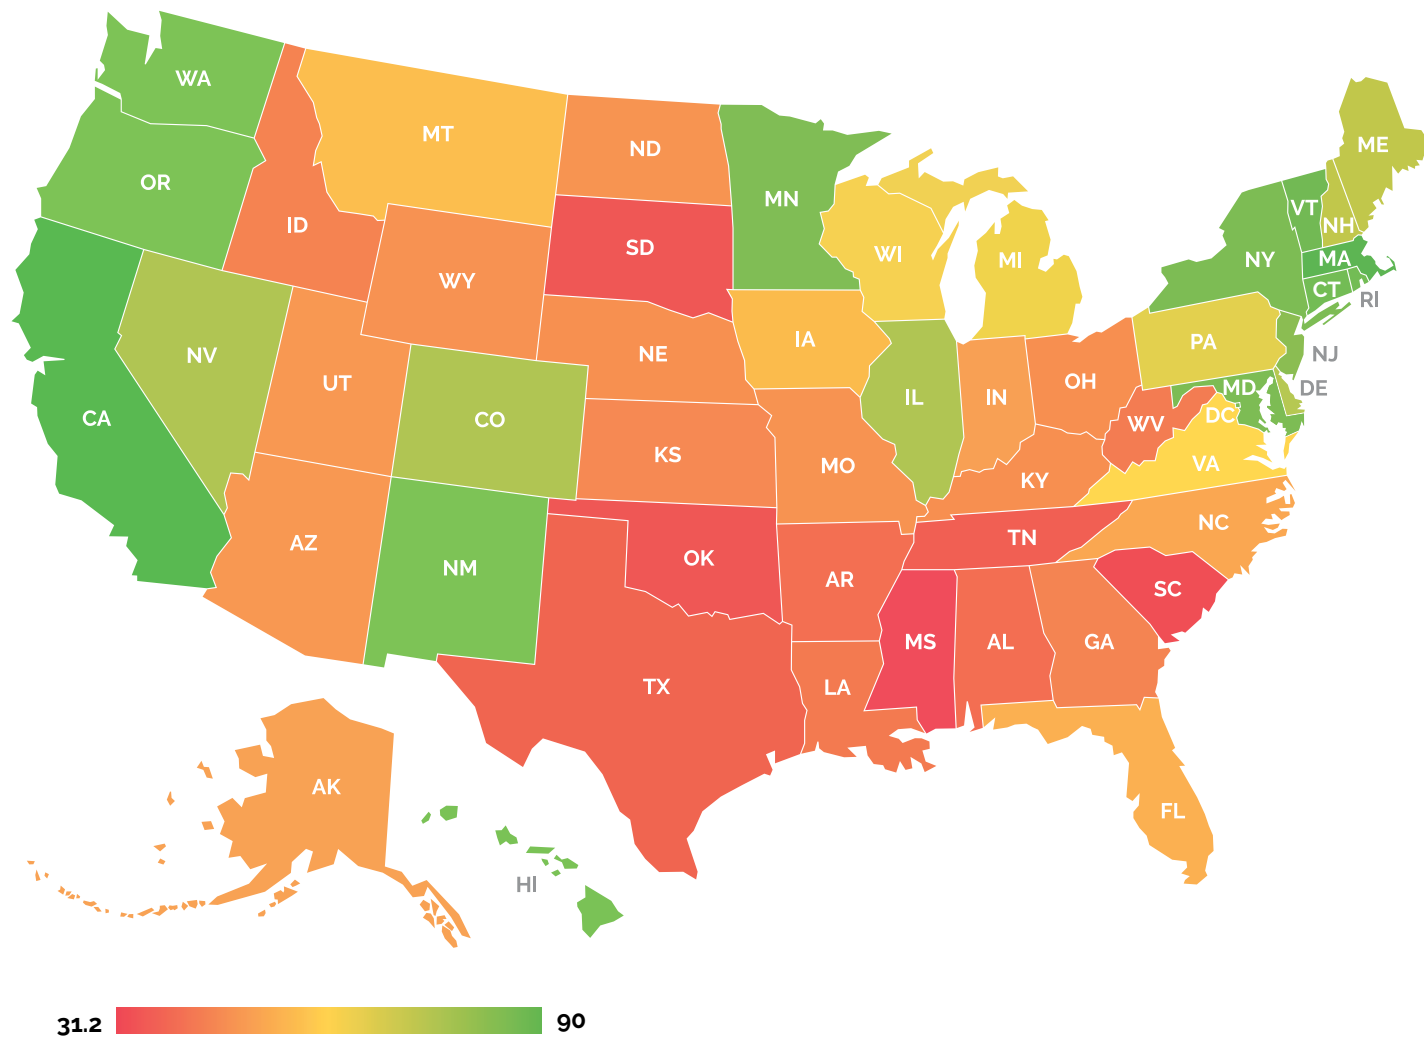 WA
MT
ND
ME
OR
MN
VT
ID
NH
SD
WI
MI
NY
MA
WY
CT
RI
IA
PA
NV
NE
NJ
UT
OH
MD
DE
IL
IN
CO
DC
CA
WV
KS
MO
VA
KY
NC
AZ
TN
OK
NM
AR
SC
MS
AL
GA
TX
LA
AK
FL
HI
31.2
90